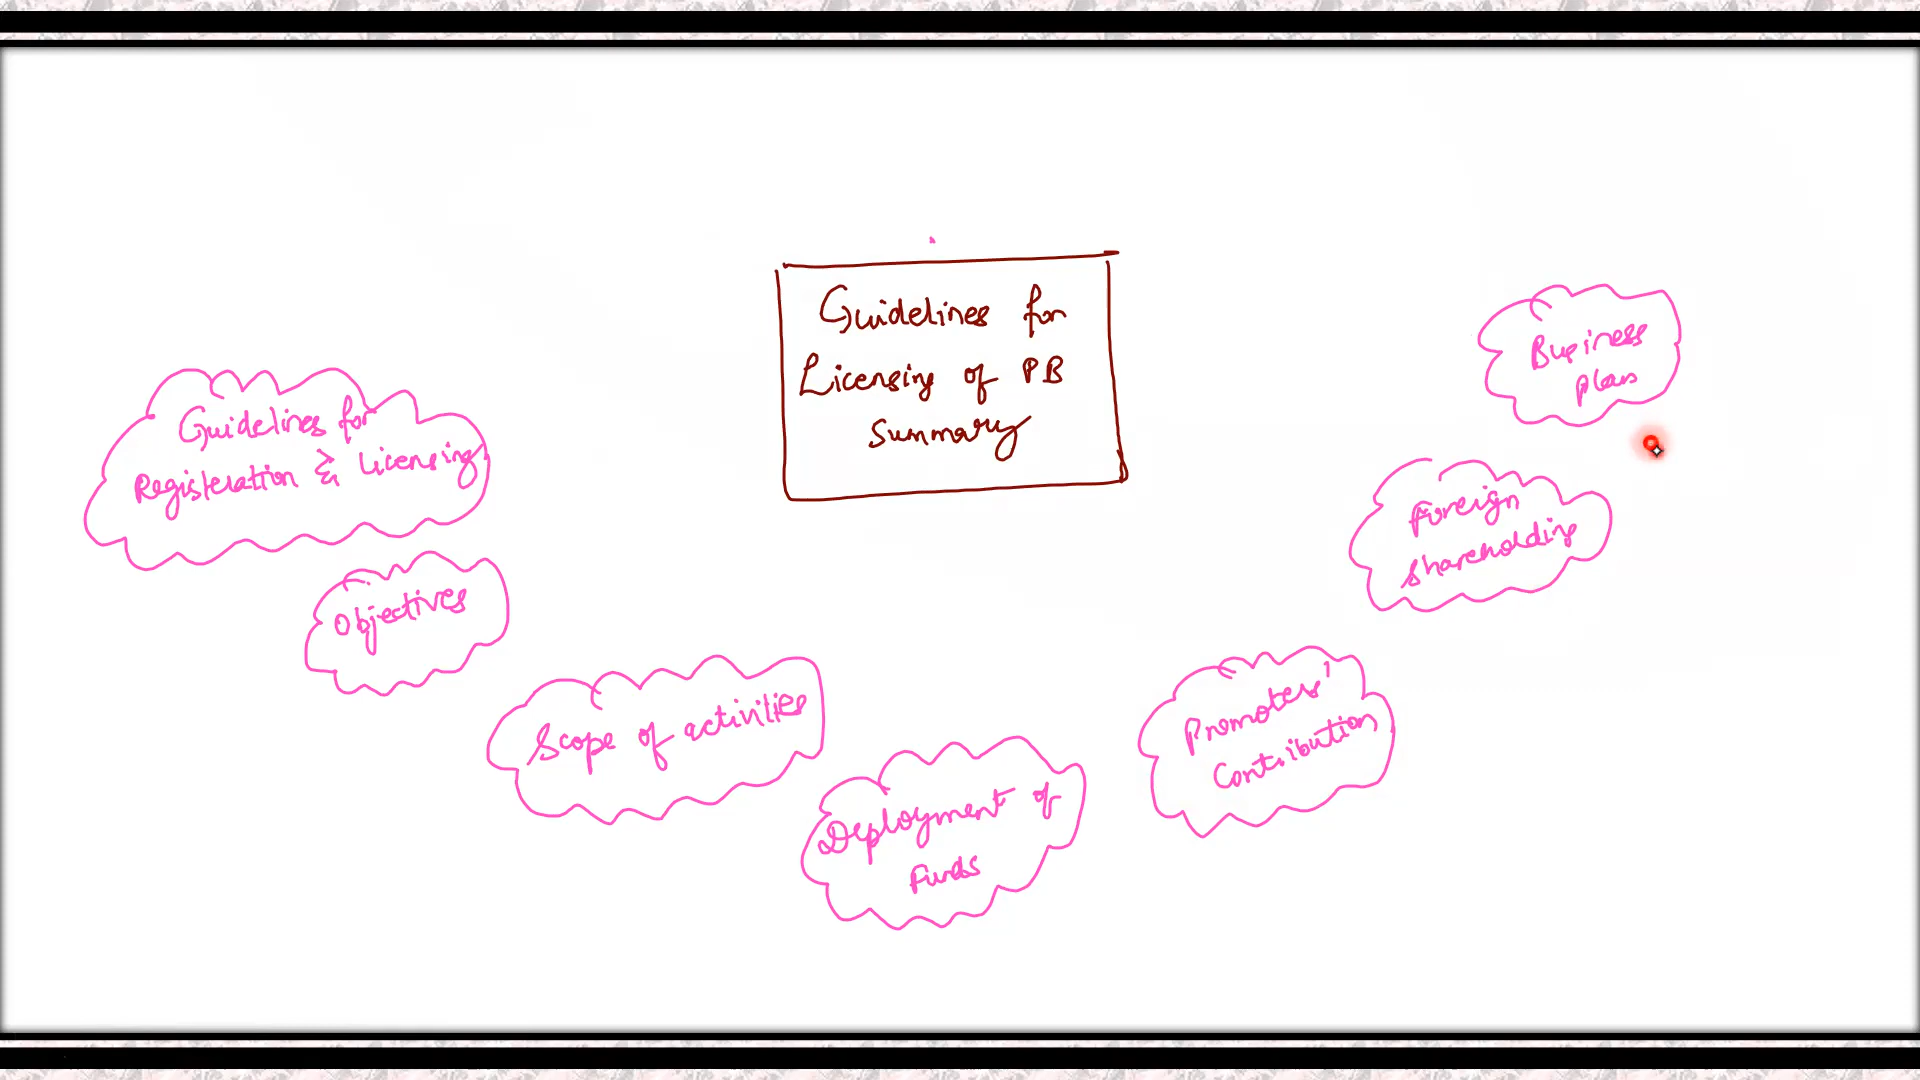 Guidelines for
Licensing of PB
Summary
Guidelines for
Registeration & Licensing
Objectives
Scope of activities
Deployment of
Funds
Promoters'
Contribution
Foreign
Shareholding
Business
Plan